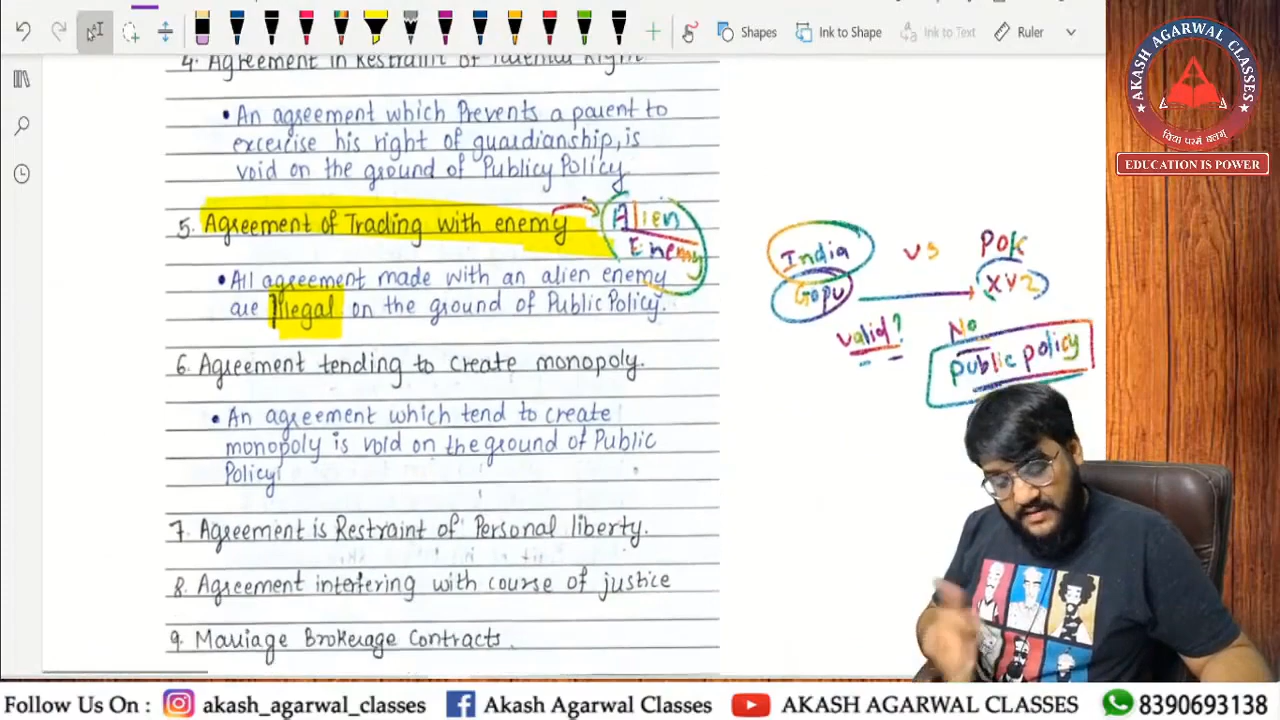 Shapes
Ink to Shape
Ink to Text
Ruler
AKASH AGARWAL CLASSES
विद्या परमं बलम्
EDUCATION IS POWER
4. Agreement in Restraint of Parental Right
• An agreement which Prevents a parent to
excercise his right of guardianship, is
void on the ground of Publicy Policy
5. Agreement of Trading with enemy
Alien
Enemy
• All agreement made with an alien enemy
are Illegal on the ground of Public Policy.
India vs POK
Gopu XYZ
valid? No
public policy
6. Agreement tending to create monopoly.
• An agreement which tend to create
monopoly is void on the ground of Public
Policy
7. Agreement is Restraint of Personal liberty.
8. Agreement interfering with course of justice
9. Marriage Brokerage Contracts.
Follow Us On : akash_agarwal_classes Akash Agarwal Classes AKASH AGARWAL CLASSES 8390693138